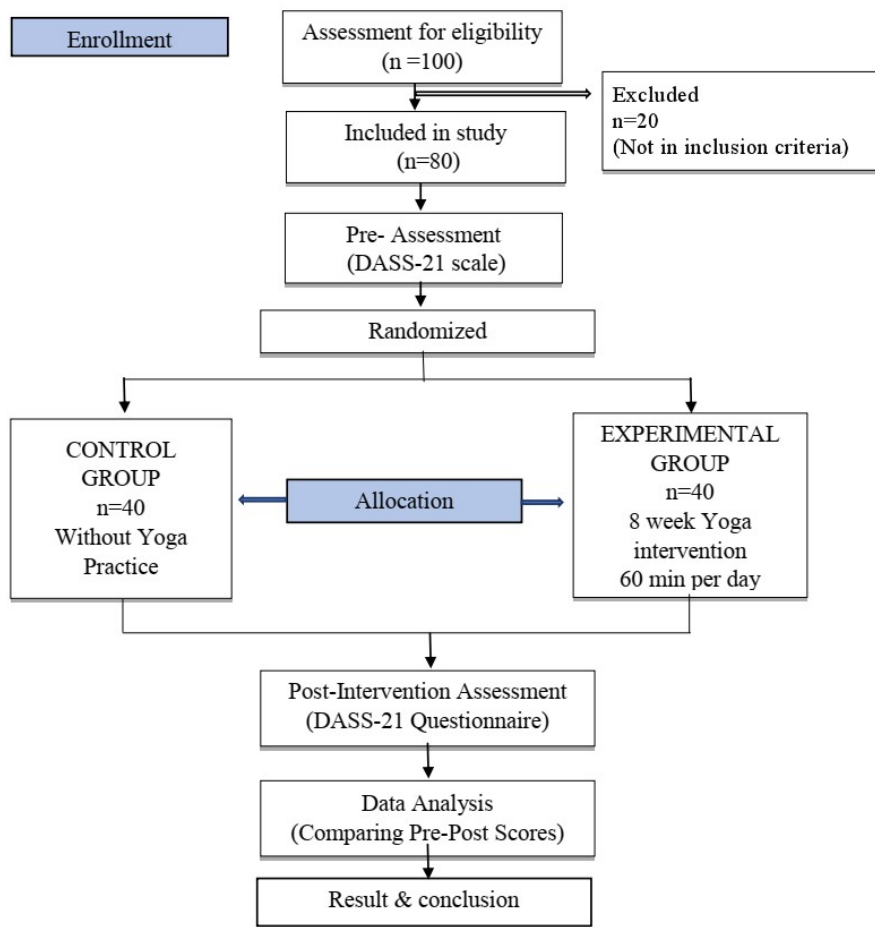 Enrollment
Assessment for eligibility
(n =100)
Excluded
n=20
(Not in inclusion criteria)
Included in study
(n=80)
Pre- Assessment
(DASS-21 scale)
Randomized
CONTROL
GROUP
n=40
Without Yoga
Practice
Allocation
EXPERIMENTAL
GROUP
n=40
8 week Yoga
intervention
60 min per day
Post-Intervention Assessment
(DASS-21 Questionnaire)
Data Analysis
(Comparing Pre-Post Scores)
Result & conclusion